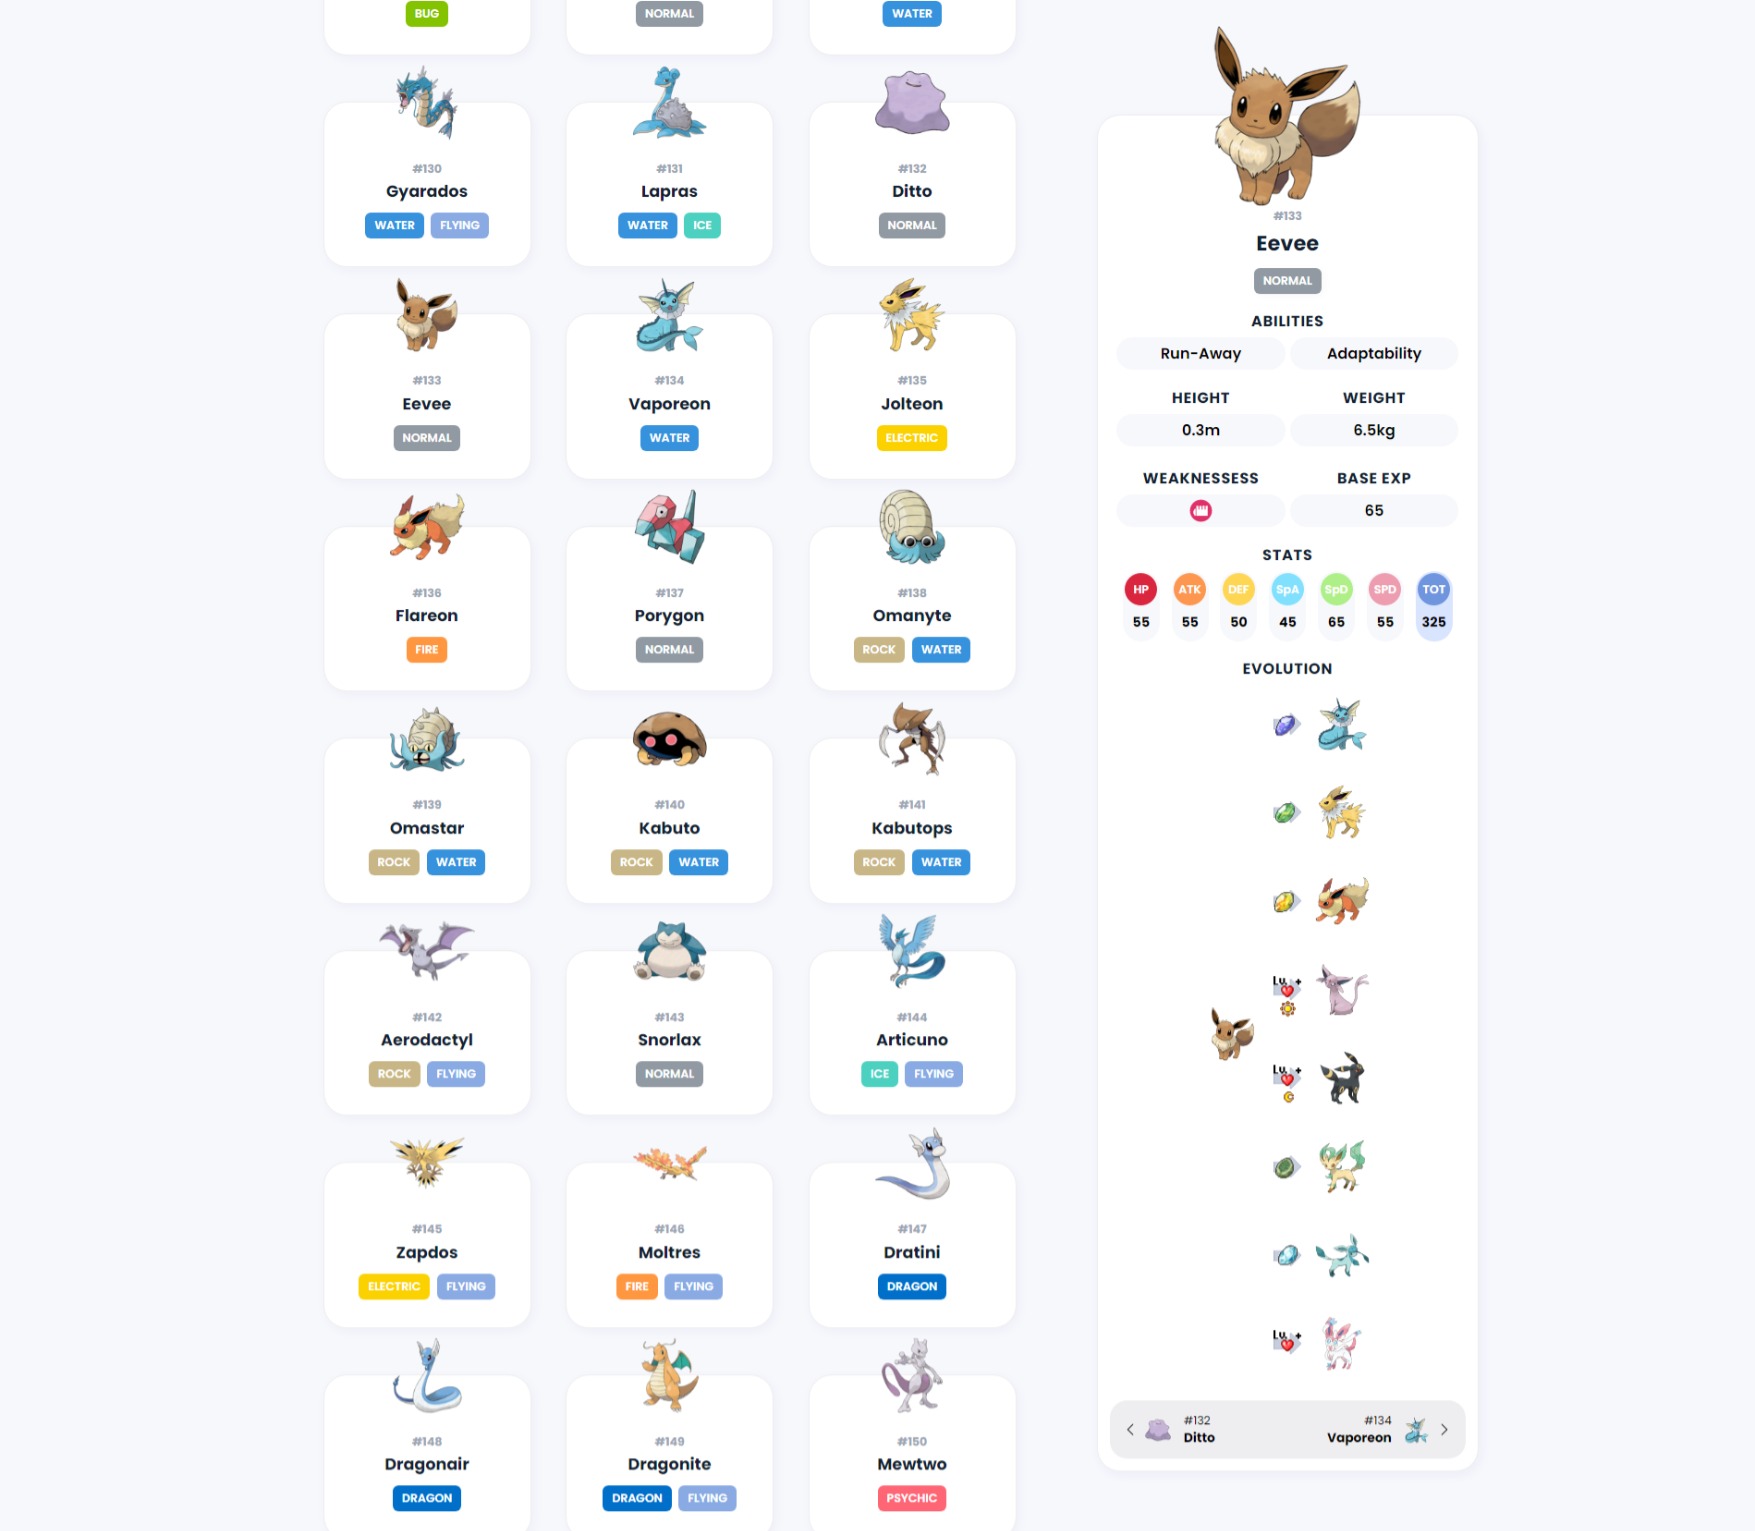 BUG
NORMAL
WATER
#130
Gyarados
WATER FLYING
#131
Lapras
WATER ICE
#132
Ditto
NORMAL
#133
Eevee
NORMAL
#134
Vaporeon
WATER
#135
Jolteon
ELECTRIC
#136
Flareon
FIRE
#137
Porygon
NORMAL
#138
Omanyte
ROCK WATER
#139
Omastar
ROCK WATER
#140
Kabuto
ROCK WATER
#141
Kabutops
ROCK WATER
#142
Aerodactyl
ROCK FLYING
#143
Snorlax
NORMAL
#144
Articuno
ICE FLYING
#145
Zapdos
ELECTRIC FLYING
#146
Moltres
FIRE FLYING
#147
Dratini
DRAGON
#148
Dragonair
DRAGON
#149
Dragonite
DRAGON FLYING
#150
Mewtwo
PSYCHIC
#133
Eevee
NORMAL
ABILITIES
Run-Away Adaptability
HEIGHT WEIGHT
0.3m 6.5kg
WEAKNESSESS BASE EXP
65
STATS
HP ATK DEF SpA SpD SPD TOT
55 55 50 45 65 55 325
EVOLUTION
Lv. +
Lv. +
Lv. +
#132
Ditto
#134
Vaporeon